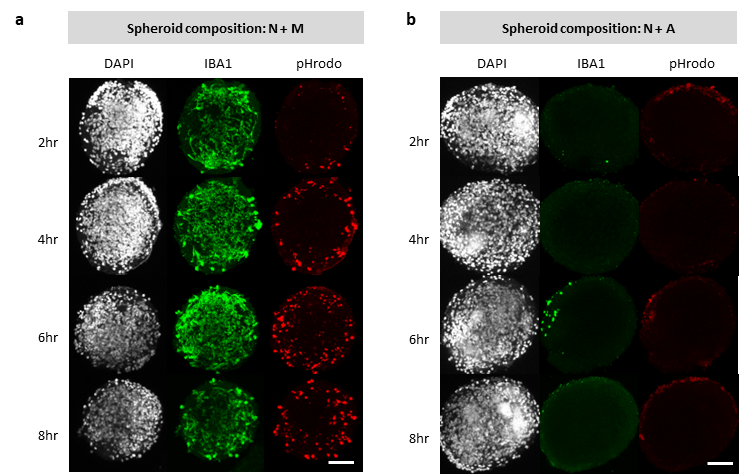 a
Spheroid composition: N + M
DAPI IBA1 pHrodo
2hr
4hr
6hr
8hr
b
Spheroid composition: N + A
DAPI IBA1 pHrodo
2hr
4hr
6hr
8hr